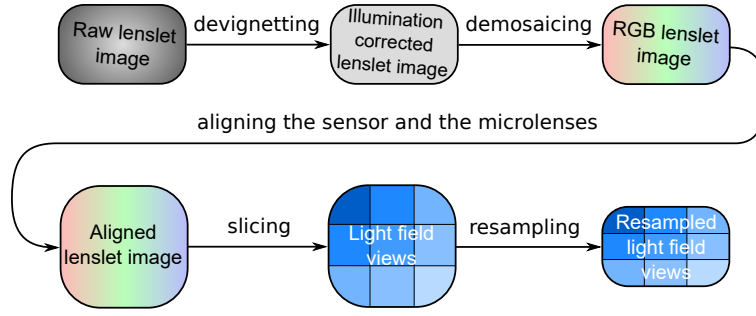 Raw lenslet
image
devignetting
Illumination
corrected
lenslet image
demosaicing
RGB lenslet
image
aligning the sensor and the microlenses
Aligned
lenslet image
slicing
Light field
views
resampling
Resampled
light field
views